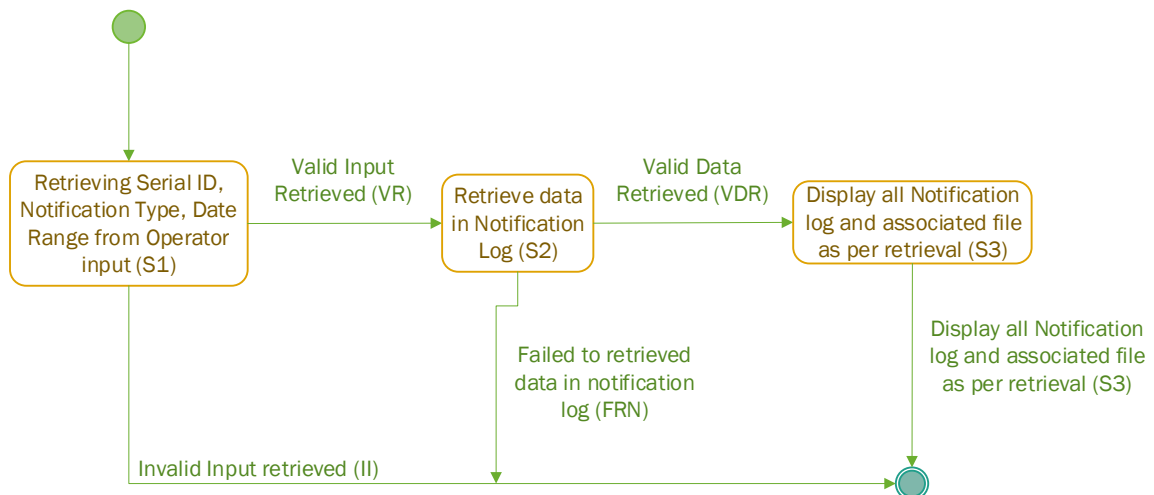 Retrieving Serial ID,
Notification Type, Date
Range from Operator
input (S1)
Valid Input
Retrieved (VR)
Retrieve data
in Notification
Log (S2)
Valid Data
Retrieved (VDR)
Display all Notification
log and associated file
as per retrieval (S3)
Failed to retrieved
data in notification
log (FRN)
Display all Notification
log and associated file
as per retrieval (S3)
Invalid Input retrieved (II)